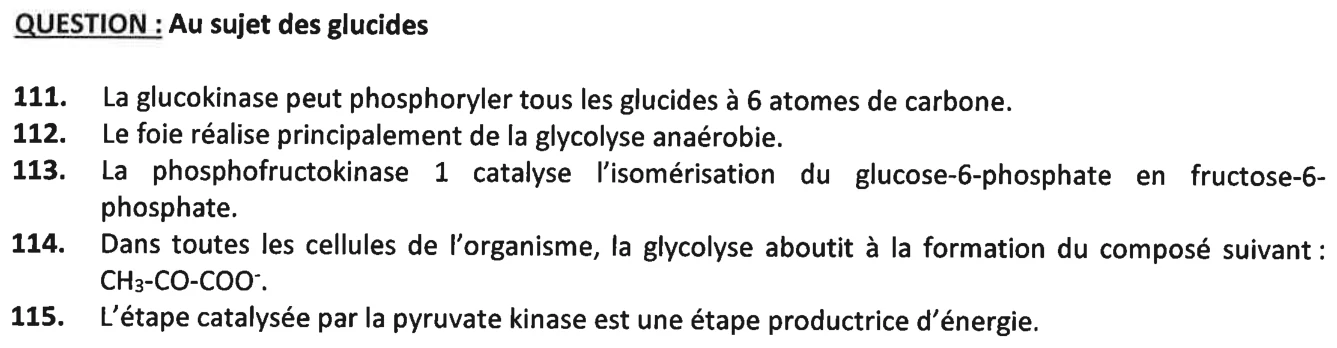 QUESTION : Au sujet des glucides
111. La glucokinase peut phosphoryler tous les glucides à 6 atomes de carbone.
112. Le foie réalise principalement de la glycolyse anaérobie.
113. La phosphofructokinase 1 catalyse l'isomérisation du glucose-6-phosphate en fructose-6-
phosphate.
114. Dans toutes les cellules de l'organisme, la glycolyse aboutit à la formation du composé suivant :
CH₃-CO-COO⁻.
115. L'étape catalysée par la pyruvate kinase est une étape productrice d'énergie.